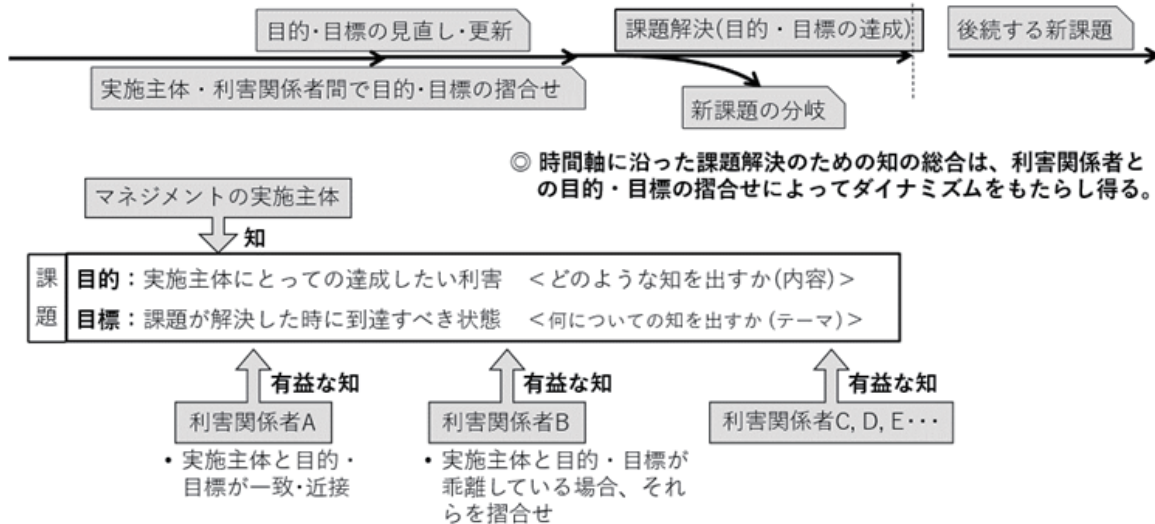 目的･目標の見直し･更新
課題解決(目的・目標の達成)
後続する新課題
実施主体・利害関係者間で目的･目標の摺合せ
新課題の分岐
◎ 時間軸に沿った課題解決のための知の総合は、利害関係者と
の目的・目標の摺合せによってダイナミズムをもたらし得る。
マネジメントの実施主体
知
課
題
目的：実施主体にとっての達成したい利害　＜どのような知を出すか(内容)＞
目標：課題が解決した時に到達すべき状態　＜何についての知を出すか (テーマ)＞
有益な知
有益な知
有益な知
利害関係者A
利害関係者B
利害関係者C, D, E･･･
• 実施主体と目的・
目標が一致･近接
• 実施主体と目的・目標が
乖離している場合、それ
らを摺合せ